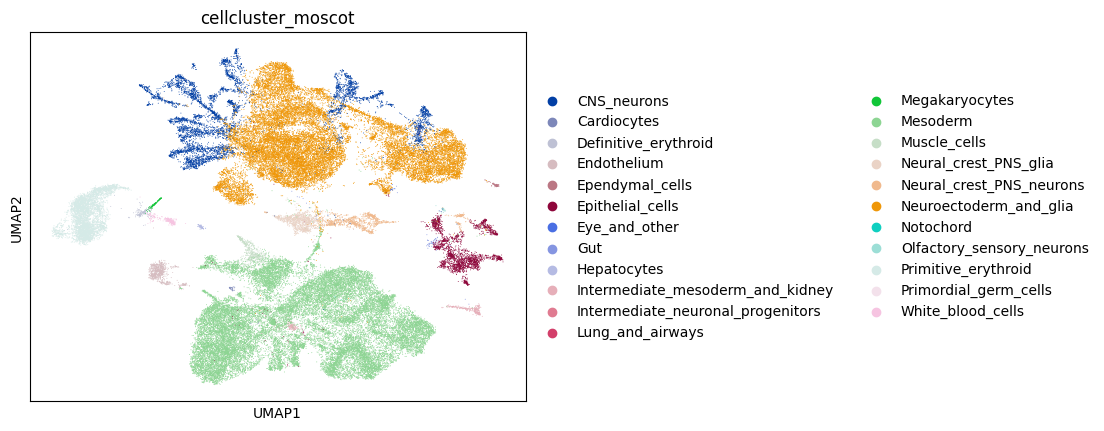 cellcluster_moscot
UMAP2
UMAP1
CNS_neurons
Cardiocytes
Definitive_erythroid
Endothelium
Ependymal_cells
Epithelial_cells
Eye_and_other
Gut
Hepatocytes
Intermediate_mesoderm_and_kidney
Intermediate_neuronal_progenitors
Lung_and_airways
Megakaryocytes
Mesoderm
Muscle_cells
Neural_crest_PNS_glia
Neural_crest_PNS_neurons
Neuroectoderm_and_glia
Notochord
Olfactory_sensory_neurons
Primitive_erythroid
Primordial_germ_cells
White_blood_cells